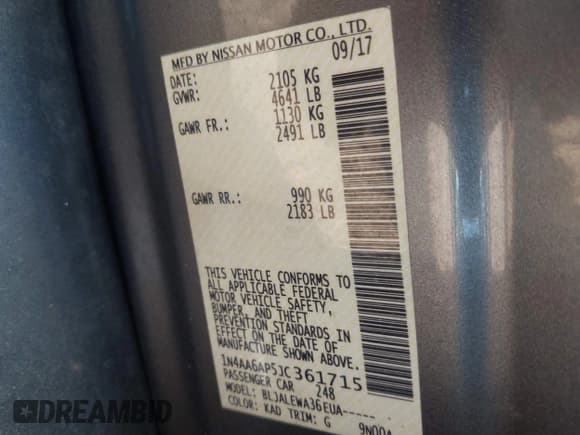 MFD BY NISSAN MOTOR CO., LTD.
DATE: 09/17
GVWR: 2105 KG
4641 LB
GAWR FR.: 1130 KG
2491 LB
GAWR RR.: 990 KG
2183 LB
THIS VEHICLE CONFORMS TO
ALL APPLICABLE FEDERAL
MOTOR VEHICLE SAFETY,
BUMPER, AND THEFT
PREVENTION STANDARDS IN
EFFECT ON THE DATE OF
MANUFACTURE SHOWN ABOVE.
1N4AA6AP5JC361715
PASSENGER CAR 248
MODEL: BLJALEWA36EUA-----
COLOR: KAD TRIM: G 9N00A
DREAMBID